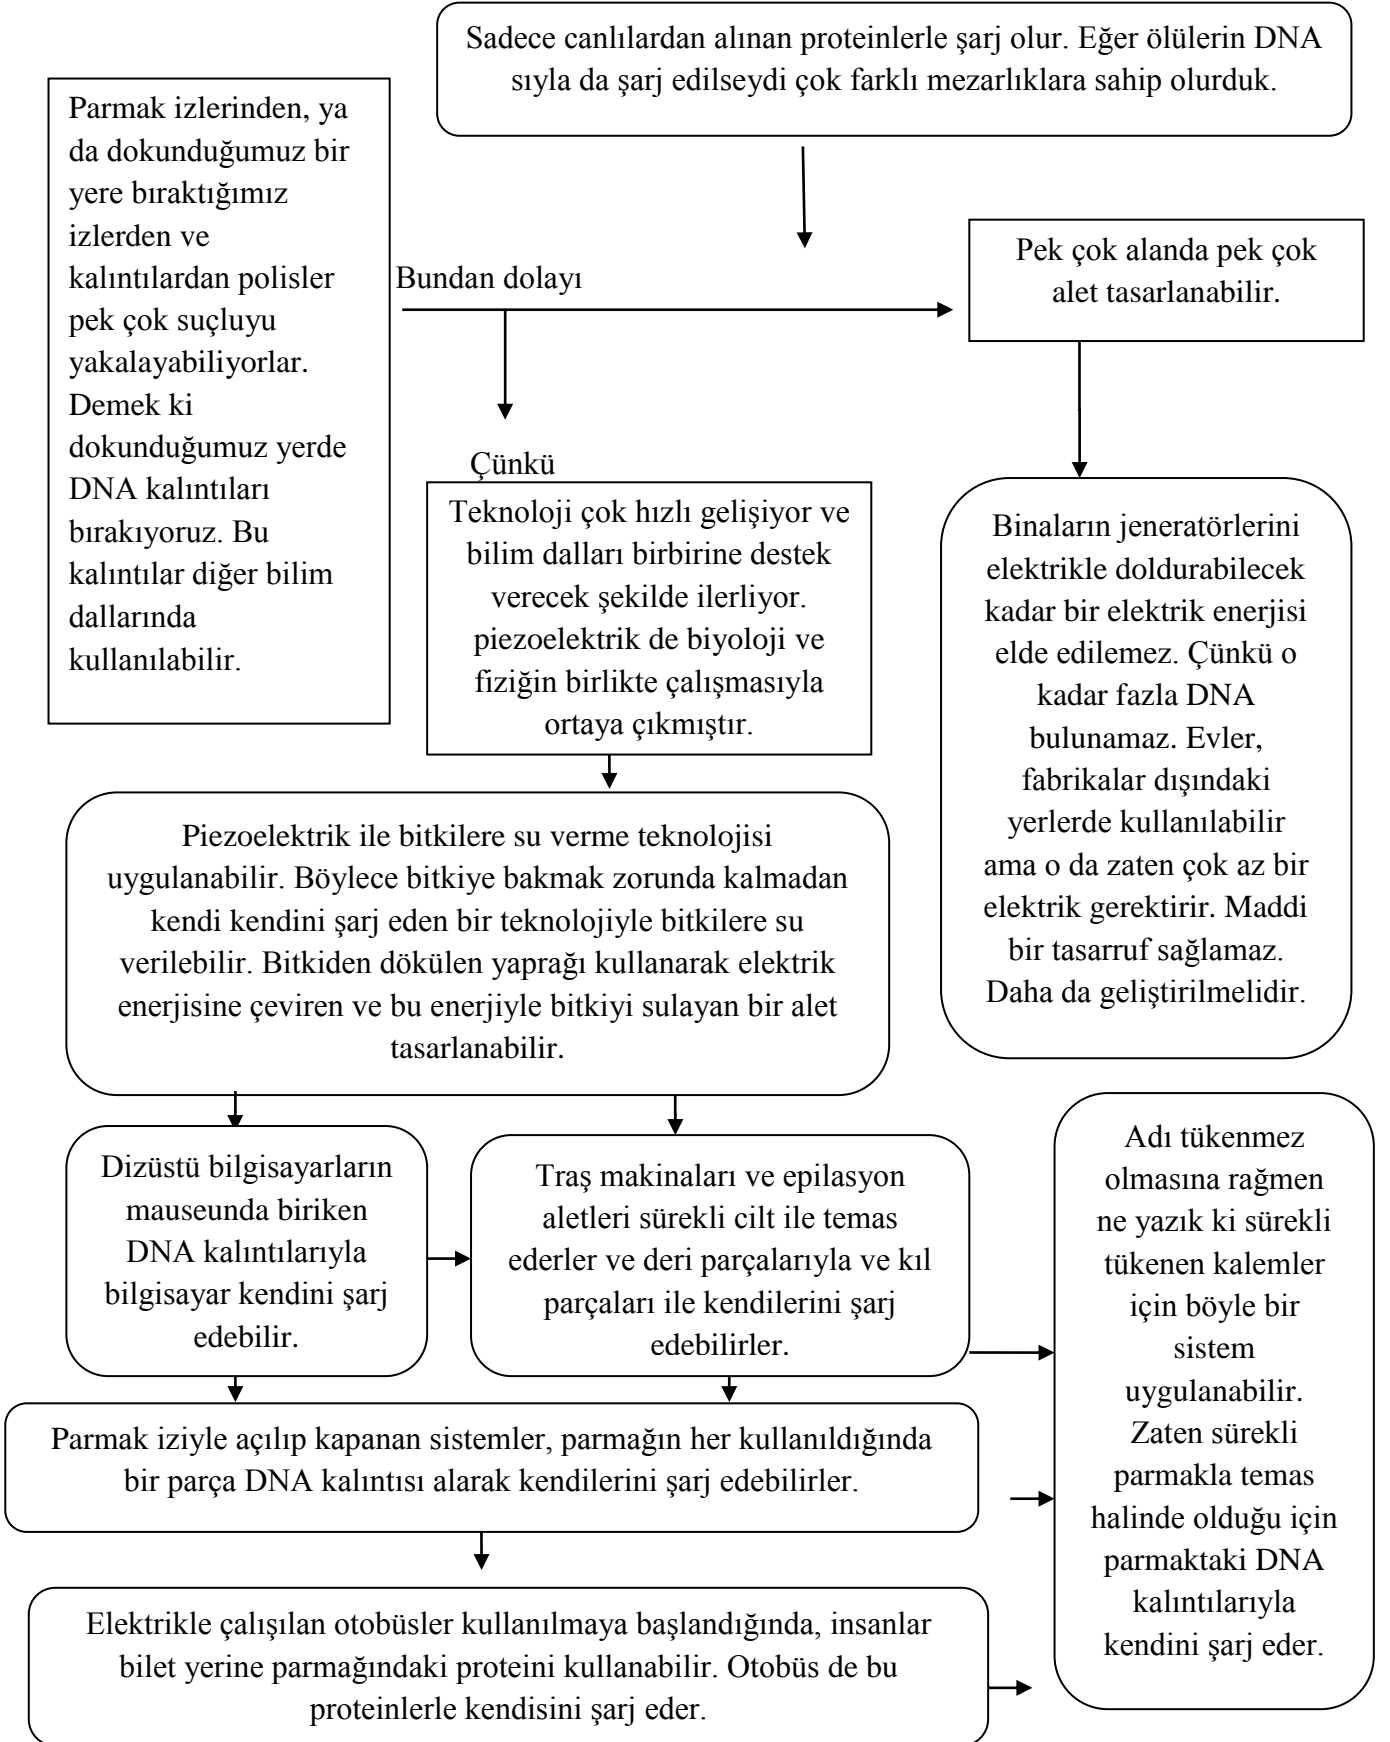 Sadece canlılardan alınan proteinlerle şarj olur. Eğer ölülerin DNA
sıyla da şarj edilseydi çok farklı mezarlıklara sahip olurduk.
Parmak izlerinden, ya
da dokunduğumuz bir
yere bıraktığımız
izlerden ve
kalıntılardan polisler
pek çok suçluyu
yakalayabiliyorlar.
Demek ki
dokunduğumuz yerde
DNA kalıntıları
bırakıyoruz. Bu
kalıntılar diğer bilim
dallarında
kullanılabilir.
Bundan dolayı
Pek çok alanda pek çok
alet tasarlanabilir.
Çünkü
Teknoloji çok hızlı gelişiyor ve
bilim dalları birbirine destek
verecek şekilde ilerliyor.
piezoelektrik de biyoloji ve
fiziğin birlikte çalışmasıyla
ortaya çıkmıştır.
Binaların jeneratörlerini
elektrikle doldurabilecek
kadar bir elektrik enerjisi
elde edilemez. Çünkü o
kadar fazla DNA
bulunamaz. Evler,
fabrikalar dışındaki
yerlerde kullanılabilir
ama o da zaten çok az bir
elektrik gerektirir. Maddi
bir tasarruf sağlamaz.
Daha da geliştirilmelidir.
Piezoelektrik ile bitkilere su verme teknolojisi
uygulanabilir. Böylece bitkiye bakmak zorunda kalmadan
kendi kendini şarj eden bir teknolojiyle bitkilere su
verilebilir. Bitkiden dökülen yaprağı kullanarak elektrik
enerjisine çeviren ve bu enerjiyle bitkiyi sulayan bir alet
tasarlanabilir.
Dizüstü bilgisayarların
mauseunda biriken
DNA kalıntılarıyla
bilgisayar kendini şarj
edebilir.
Traş makinaları ve epilasyon
aletleri sürekli cilt ile temas
ederler ve deri parçalarıyla ve kıl
parçaları ile kendilerini şarj
edebilirler.
Adı tükenmez
olmasına rağmen
ne yazık ki sürekli
tükenen kalemler
için böyle bir
sistem
uygulanabilir.
Zaten sürekli
parmakla temas
halinde olduğu için
parmaktaki DNA
kalıntılarıyla
kendini şarj eder.
Parmak iziyle açılıp kapanan sistemler, parmağın her kullanıldığında
bir parça DNA kalıntısı alarak kendilerini şarj edebilirler.
Elektrikle çalışılan otobüsler kullanılmaya başlandığında, insanlar
bilet yerine parmağındaki proteini kullanabilir. Otobüs de bu
proteinlerle kendisini şarj eder.